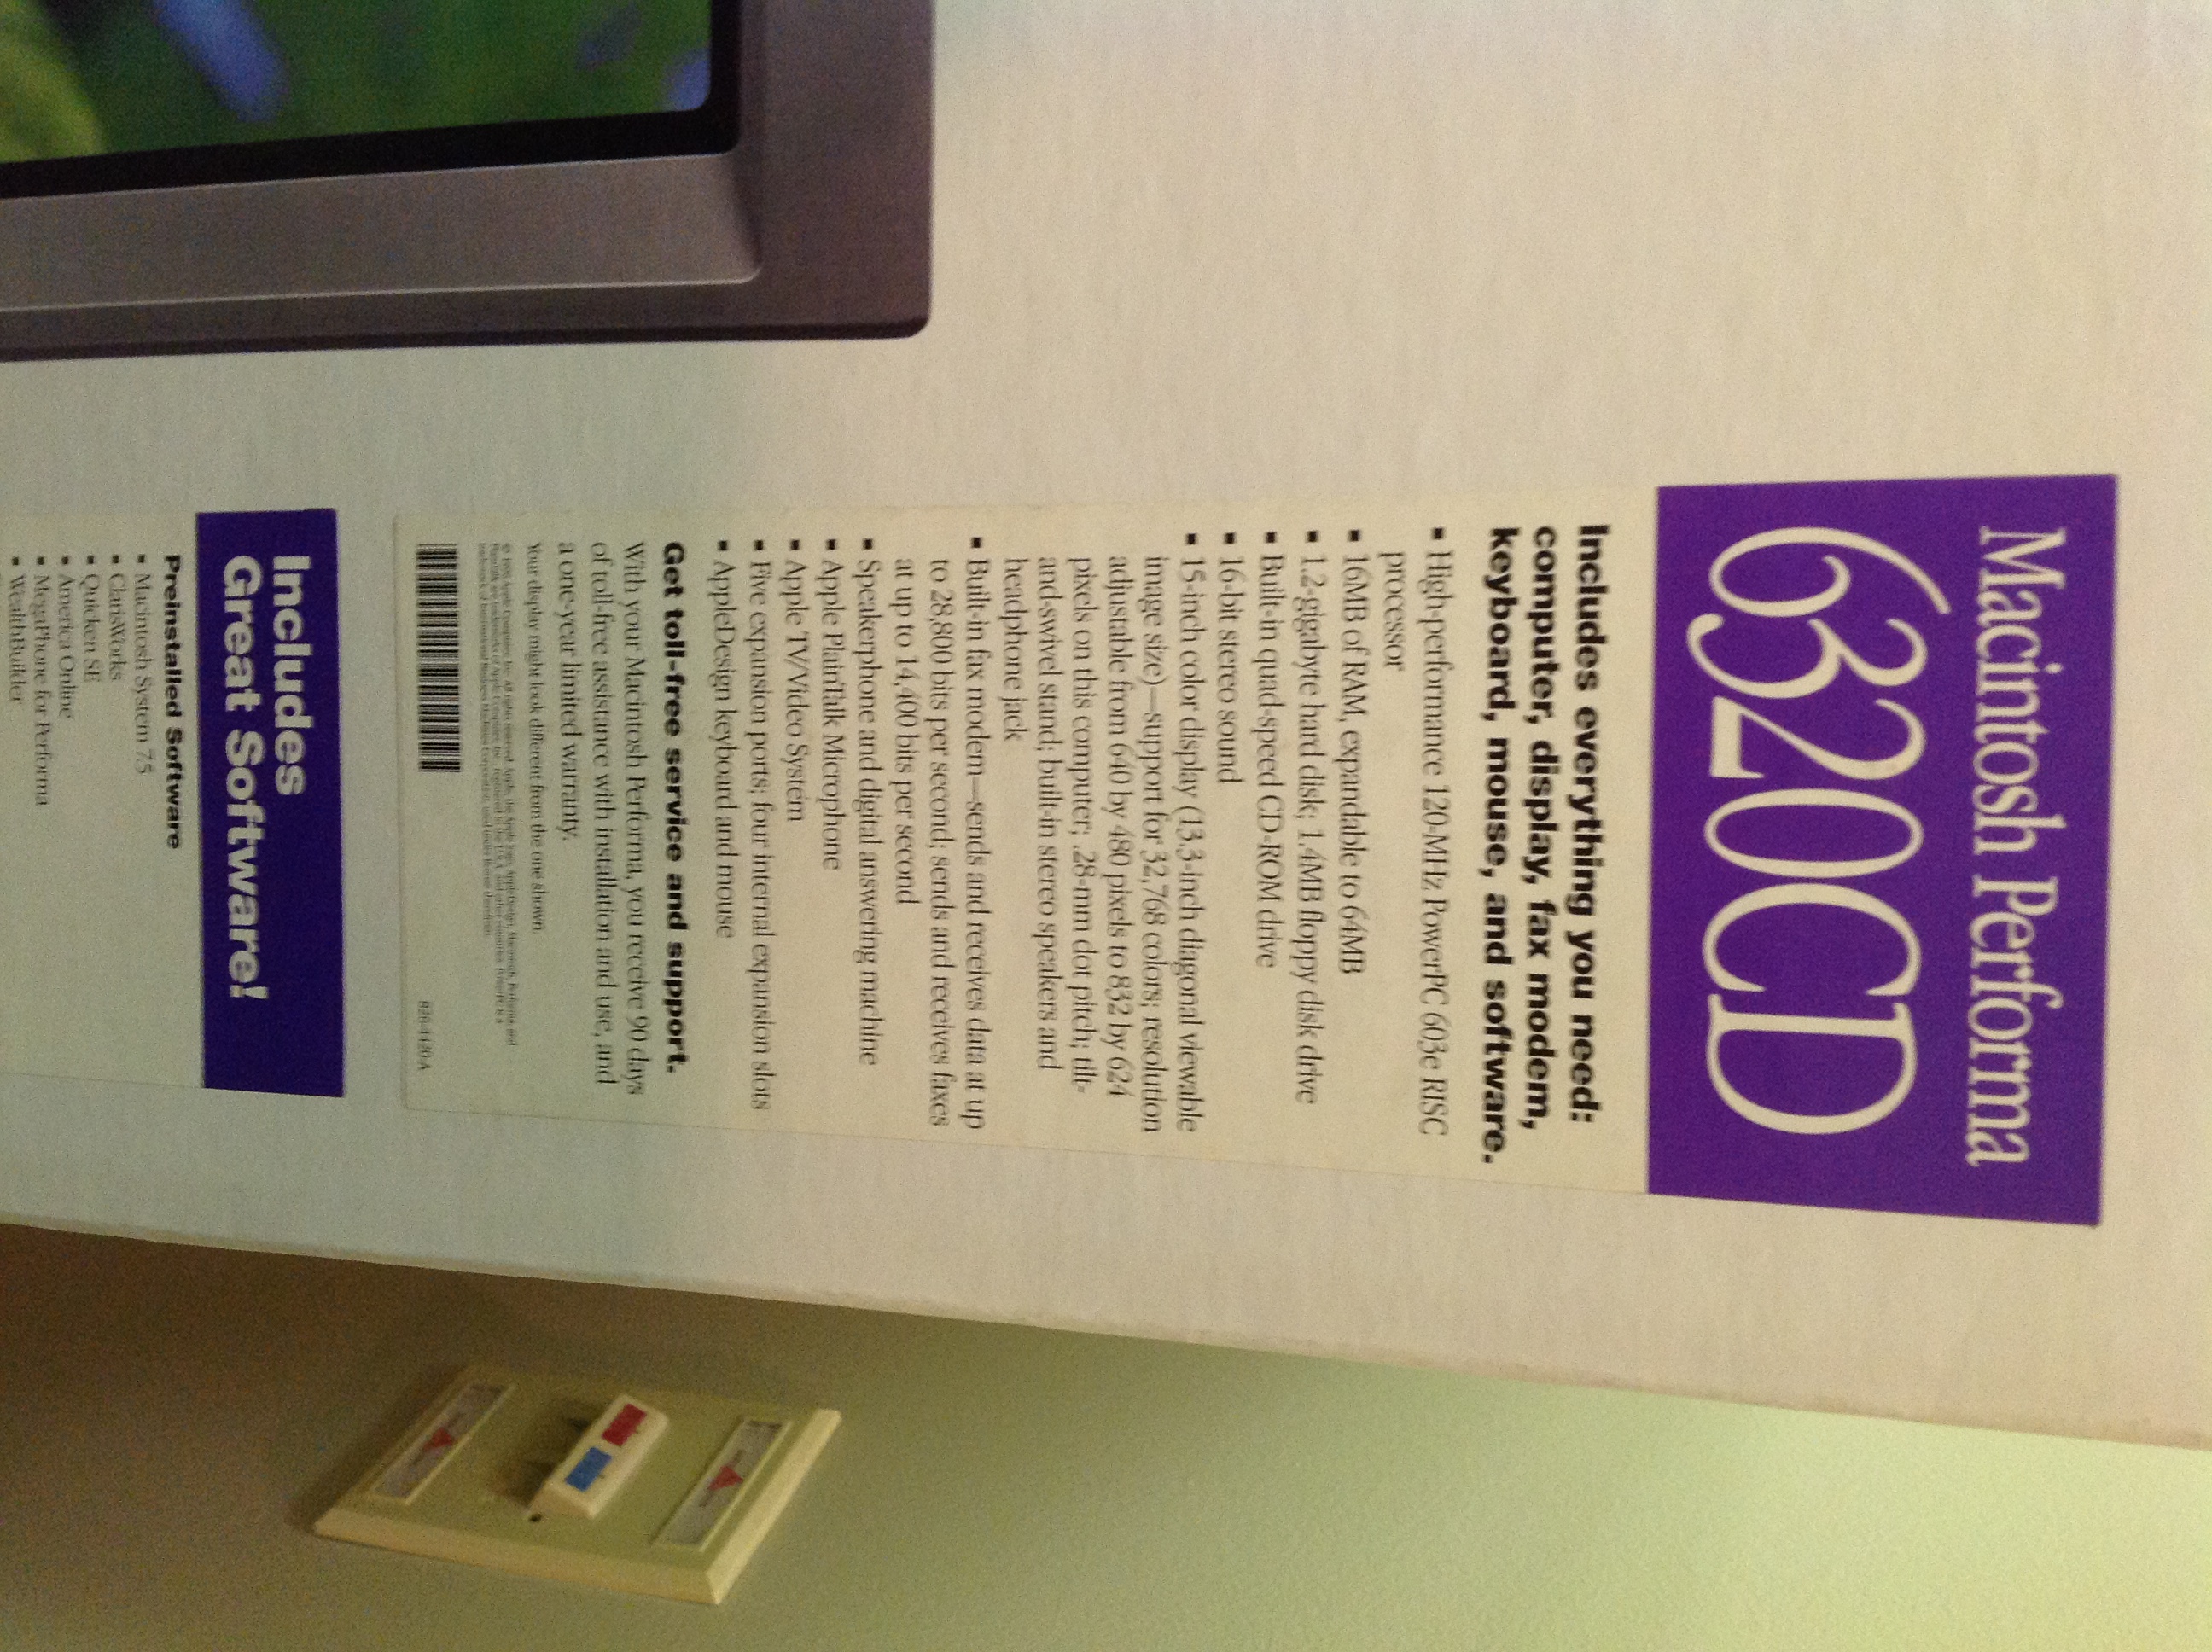 Macintosh Performa
6320CD
Includes everything you need:
computer, display, fax modem,
keyboard, mouse, and software.
▪ High-performance 120-MHz PowerPC 603e RISC
processor
▪ 16MB of RAM, expandable to 64MB
▪ 1.2-gigabyte hard disk; 1.4MB floppy disk drive
▪ Built-in quad-speed CD-ROM drive
▪ 16-bit stereo sound
▪ 15-inch color display (13.3-inch diagonal viewable
image size)—support for 32,768 colors; resolution
adjustable from 640 by 480 pixels to 832 by 624
pixels on this computer; .28-mm dot pitch; tilt-
and-swivel stand; built-in stereo speakers and
headphone jack
▪ Built-in fax modem—sends and receives data at up
to 28,800 bits per second; sends and receives faxes
at up to 14,400 bits per second
▪ Speakerphone and digital answering machine
▪ Apple PlainTalk Microphone
▪ Apple TV/Video System
▪ Five expansion ports; four internal expansion slots
▪ AppleDesign keyboard and mouse
Get toll-free service and support.
With your Macintosh Performa, you receive 90 days
of toll-free assistance with installation and use, and
a one-year limited warranty.
Your display might look different from the one shown.
Includes
Great Software!
Preinstalled Software
▪ Macintosh System 7.5
▪ ClarisWorks
▪ Quicken SE
▪ America Online
▪ MegaPhone for Performa
▪ WealthBuilder